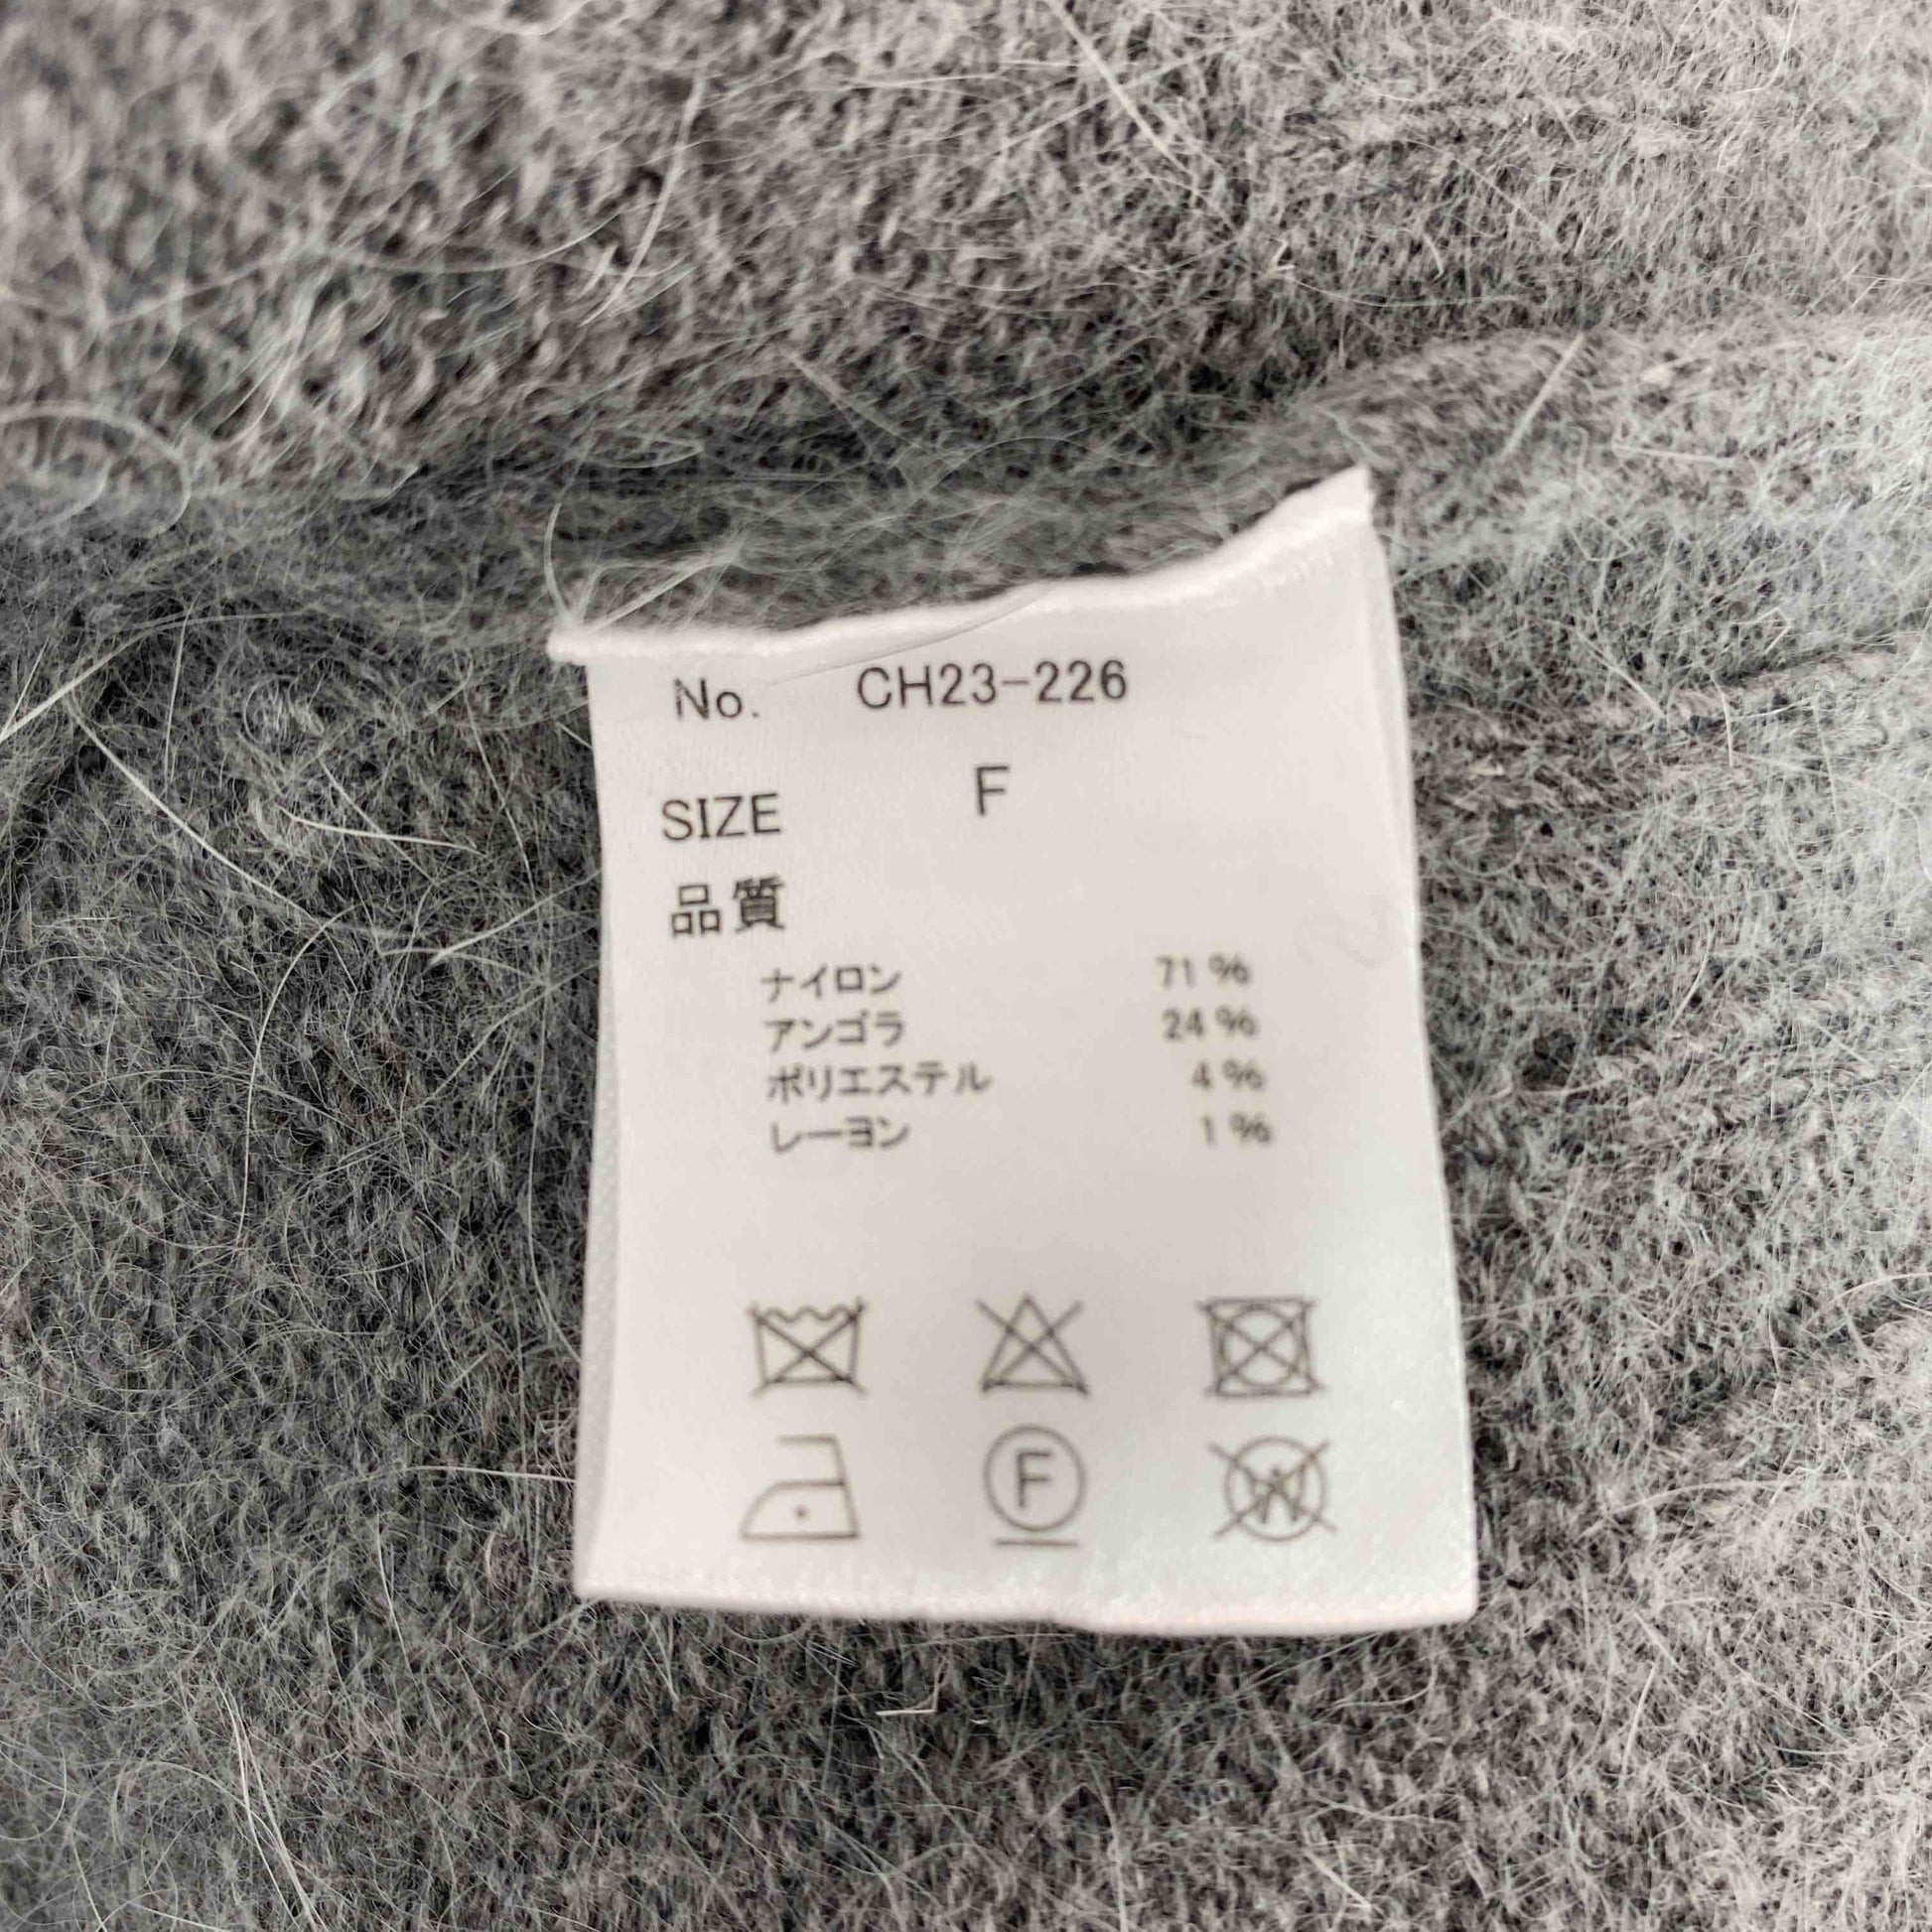 No. CH23-226
SIZE F
品質
ナイロン 71%
アンゴラ 24%
ポリエステル 4%
レーヨン 1%
F W